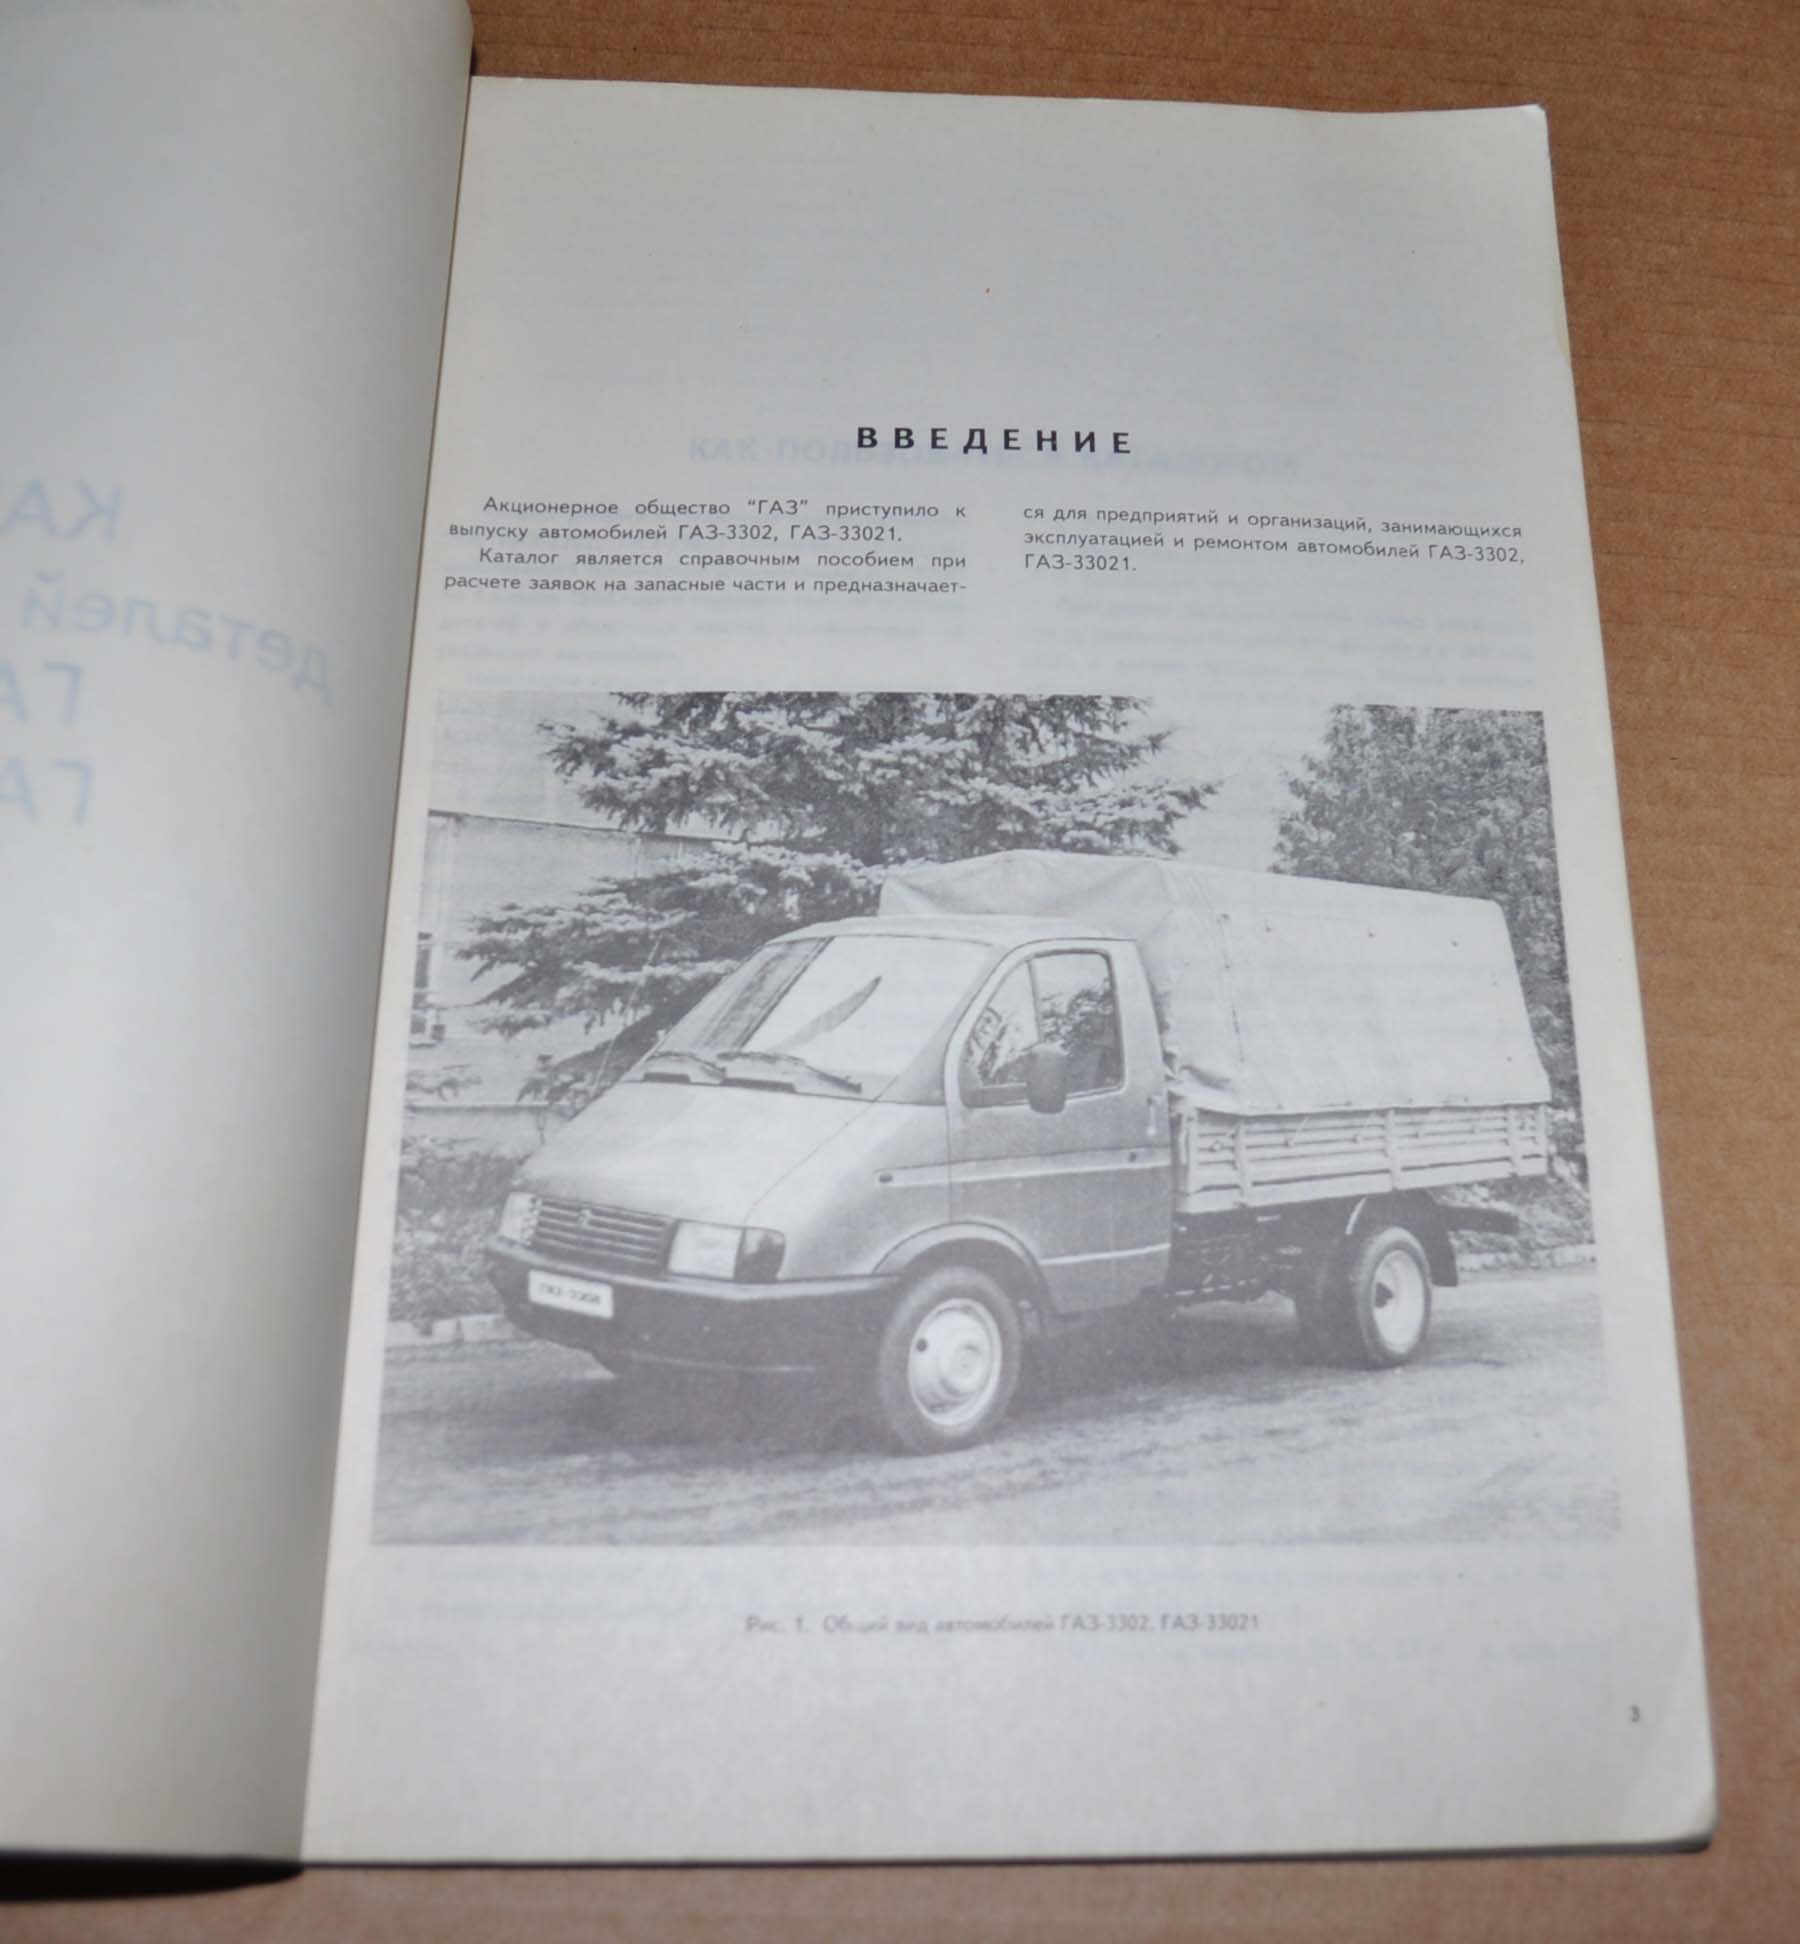 ВВЕДЕНИЕ
Акционерное общество "ГАЗ" приступило к
выпуску автомобилей ГАЗ-3302, ГАЗ-33021.
Каталог является справочным пособием при
расчете заявок на запасные части и предназначает-
ся для предприятий и организаций, занимающихся
эксплуатацией и ремонтом автомобилей ГАЗ-3302,
ГАЗ-33021.
Рис. 1. Общий вид автомобилей ГАЗ-3302, ГАЗ-33021
3
деталей